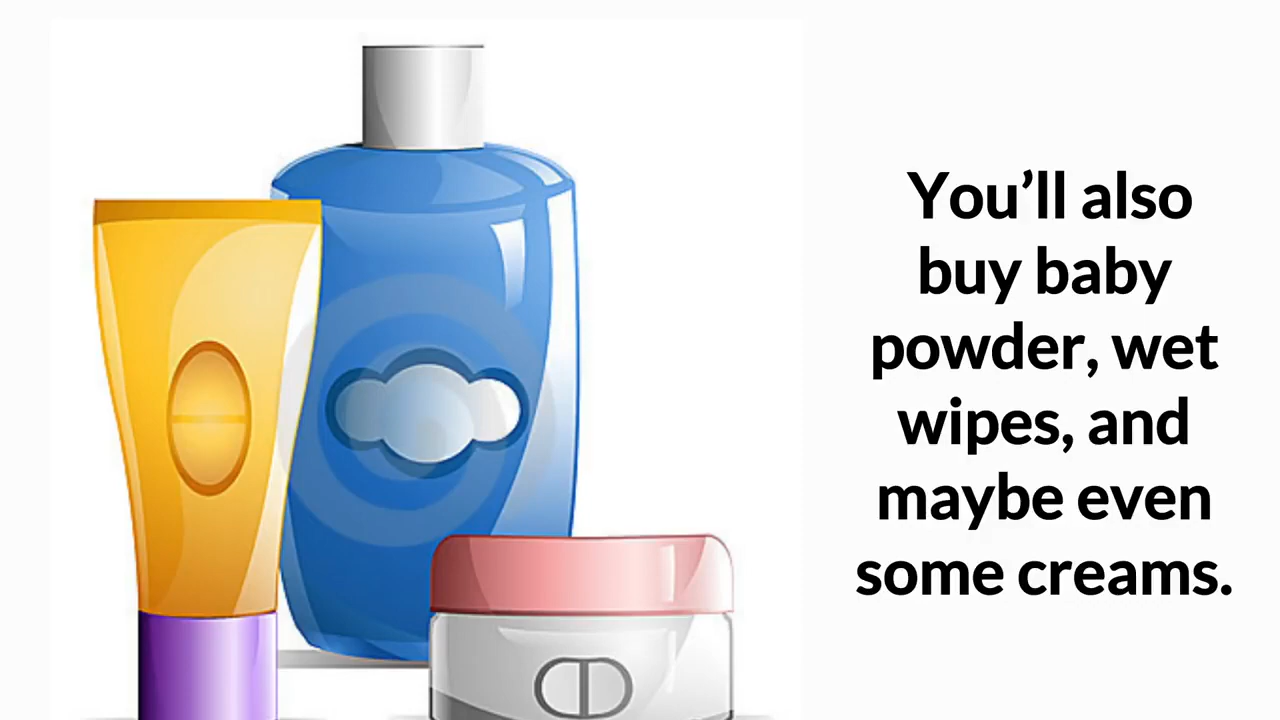 You’ll also
buy baby
powder, wet
wipes, and
maybe even
some creams.